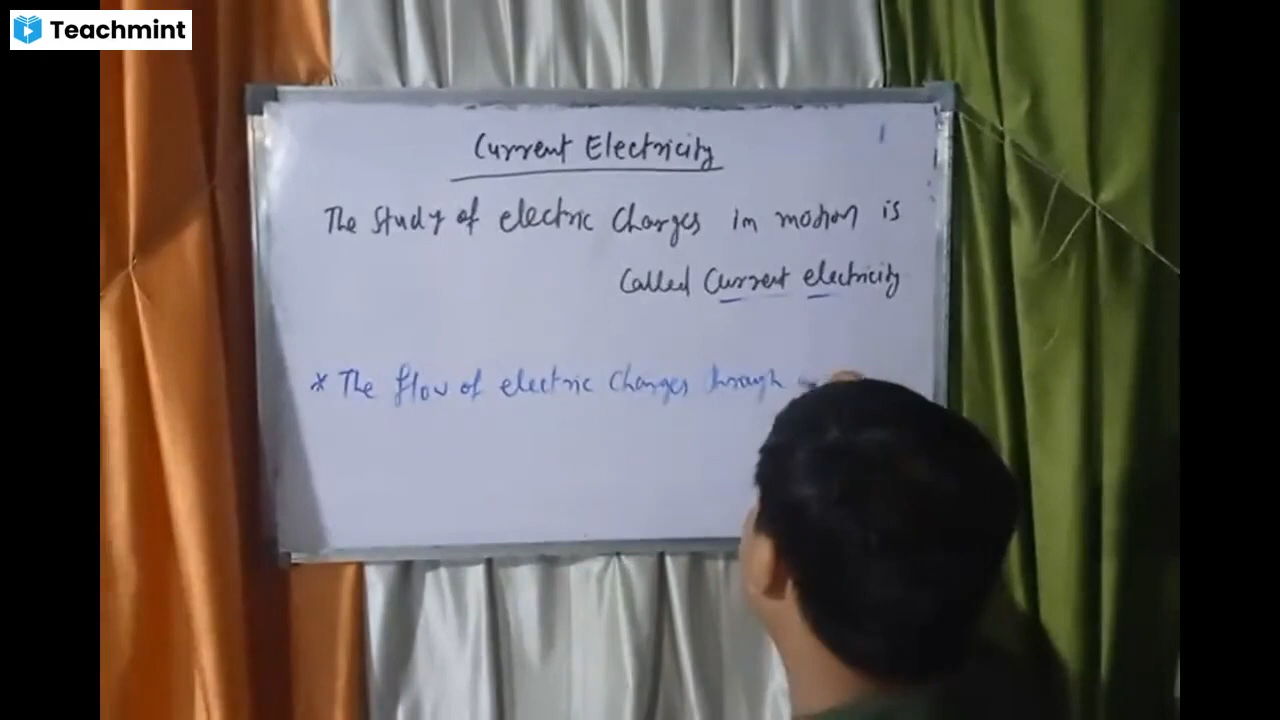 Teachmint
Current Electricity
The Study of electric Charges in motion is
Called Current electricity
* The flow of electric Charges through